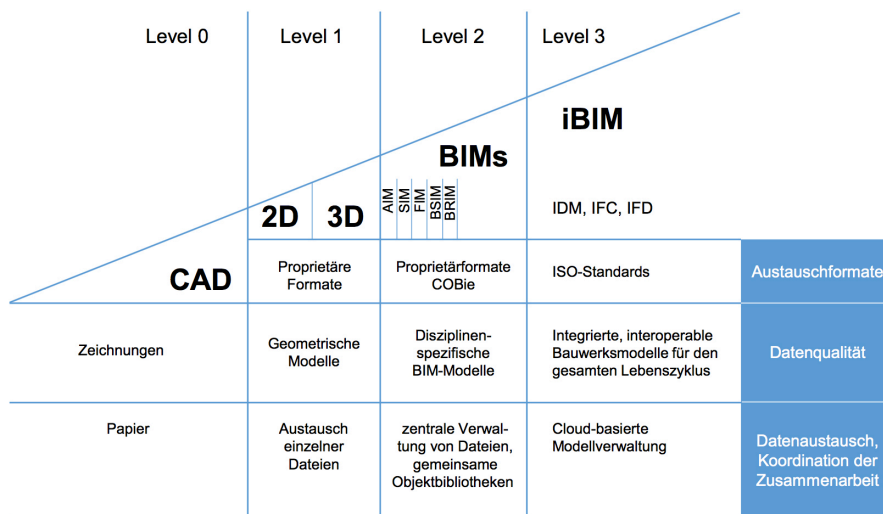 Level 0
Level 1
Level 2
Level 3
iBIM
BIMs
2D
3D
AIM
SIM
FIM
BSIM
BRIM
IDM, IFC, IFD
CAD
Proprietäre
Formate
Proprietärformate
COBie
ISO-Standards
Austauschformate
Zeichnungen
Geometrische
Modelle
Disziplinen-
spezifische
BIM-Modelle
Integrierte, interoperable
Bauwerksmodelle für den
gesamten Lebenszyklus
Datenqualität
Papier
Austausch
einzelner
Dateien
zentrale Verwal-
tung von Dateien,
gemeinsame
Objektbibliotheken
Cloud-basierte
Modellverwaltung
Datenaustausch,
Koordination der
Zusammenarbeit